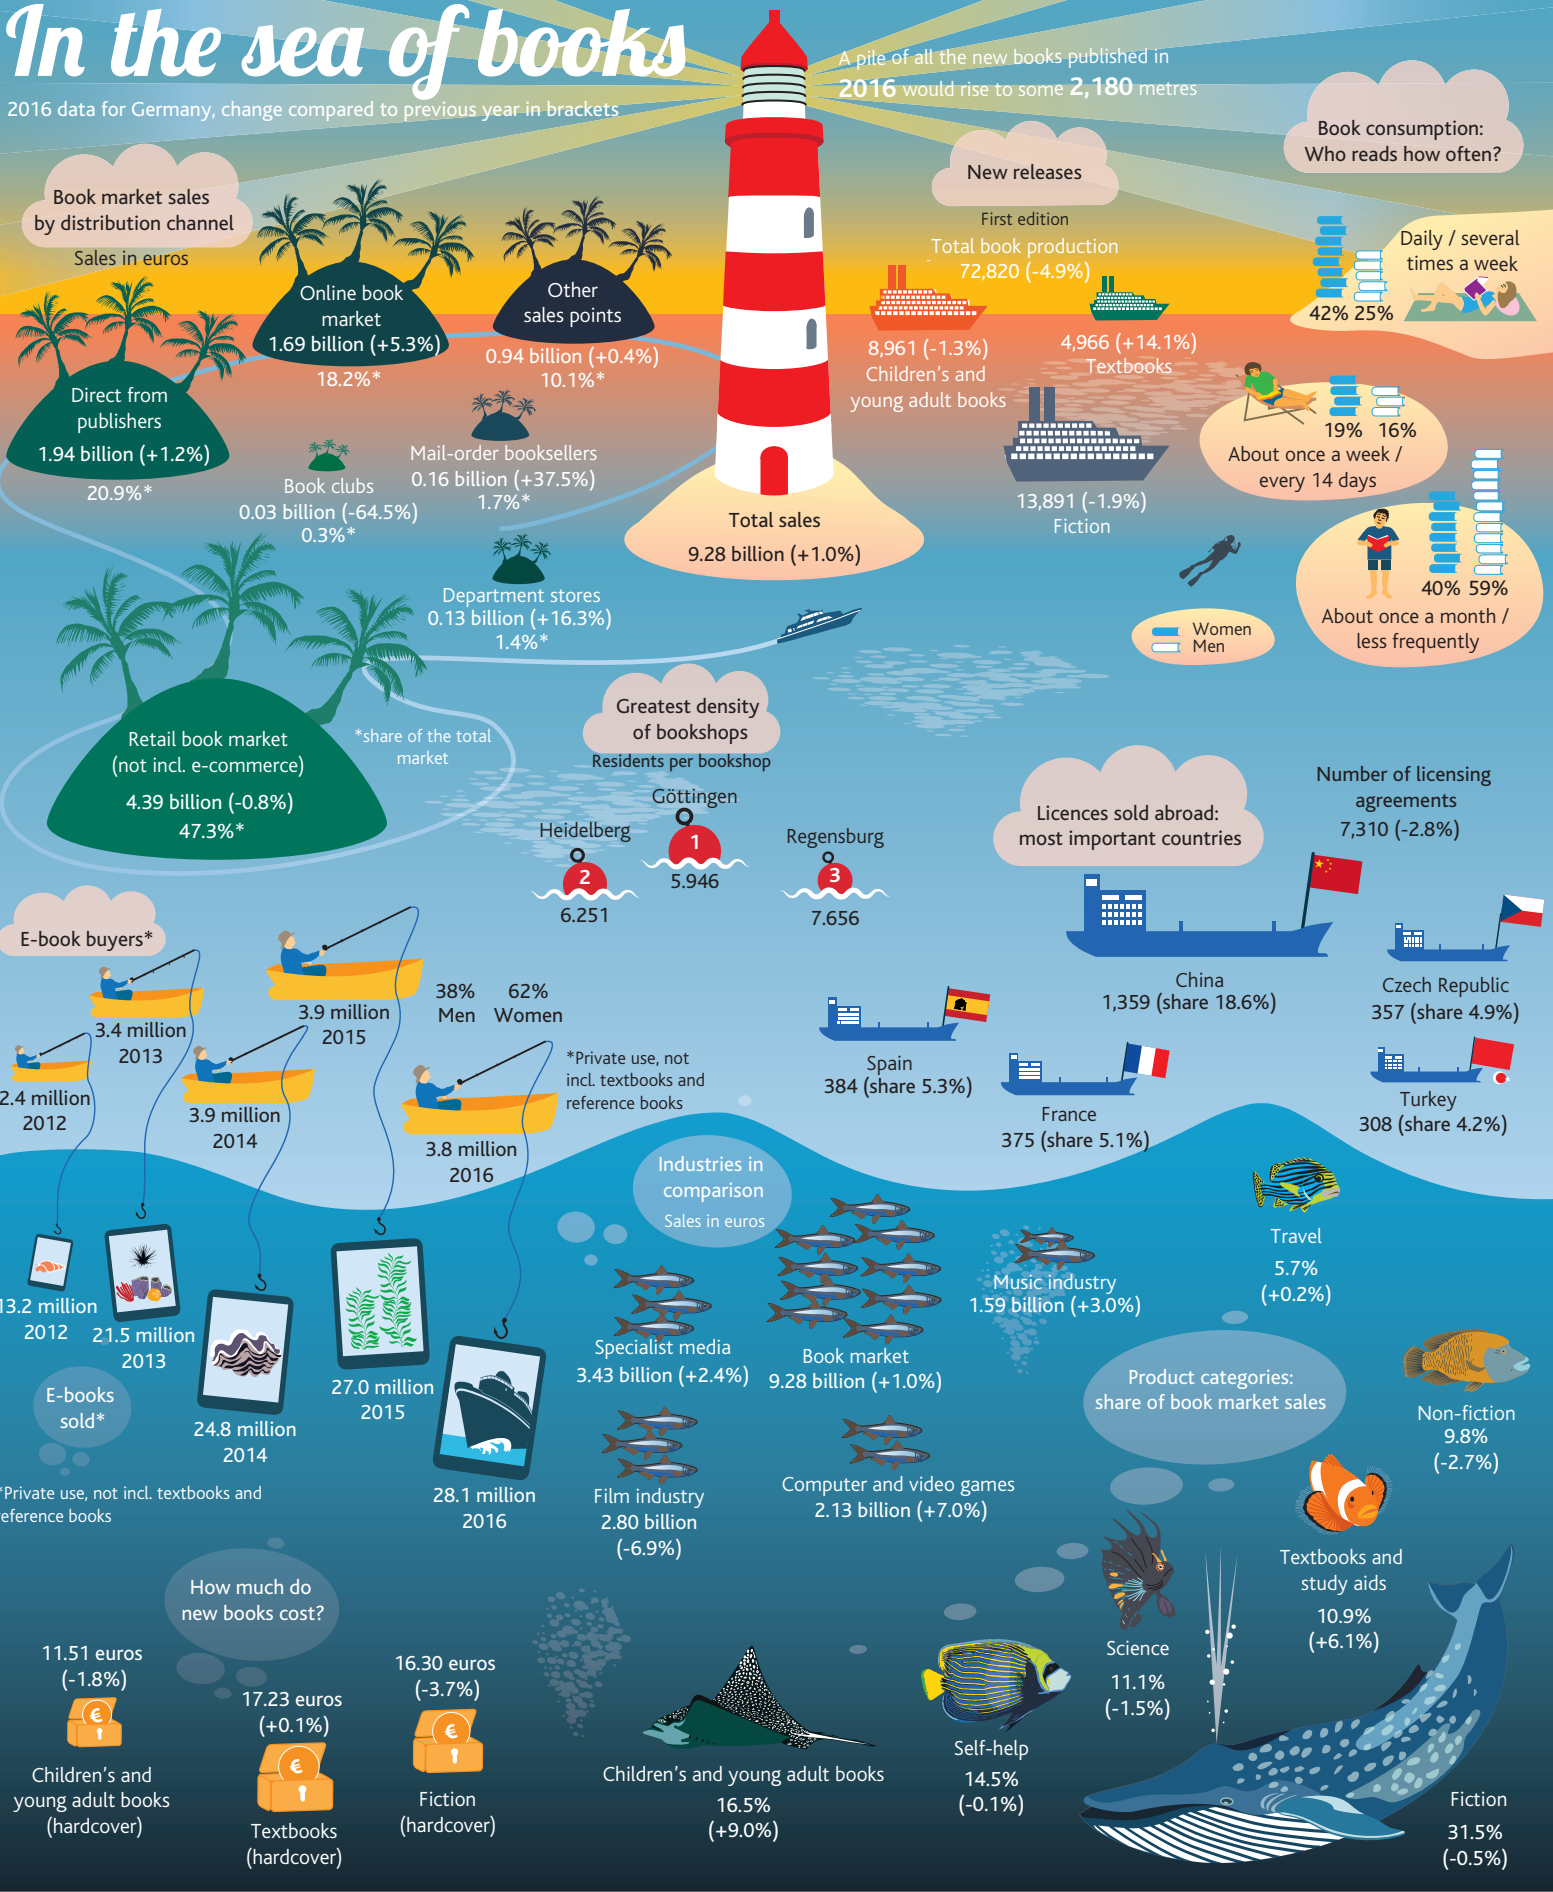 In the sea of books
2016 data for Germany, change compared to previous year in brackets
A pile of all the new books published in
2016 would rise to some 2,180 metres
Book market sales
by distribution channel
Sales in euros
Direct from
publishers
1.94 billion (+1.2%)
20.9%*
Online book
market
1.69 billion (+5.3%)
18.2%*
Other
sales points
0.94 billion (+0.4%)
10.1%*
Book clubs
0.03 billion (-64.5%)
0.3%*
Mail-order booksellers
0.16 billion (+37.5%)
1.7%*
Department stores
0.13 billion (+16.3%)
1.4%*
Retail book market
(not incl. e-commerce)
4.39 billion (-0.8%)
47.3%*
*share of the total
market
Total sales
9.28 billion (+1.0%)
New releases
First edition
Total book production
72,820 (-4.9%)
8,961 (-1.3%)
Children's and
young adult books
4,966 (+14.1%)
Textbooks
13,891 (-1.9%)
Fiction
Book consumption:
Who reads how often?
Daily / several
times a week
42% 25%
19% 16%
About once a week /
every 14 days
40% 59%
About once a month /
less frequently
Women
Men
Greatest density
of bookshops
Residents per bookshop
Göttingen
1
5.946
Heidelberg
2
6.251
Regensburg
3
7.656
Licences sold abroad:
most important countries
Number of licensing
agreements
7,310 (-2.8%)
China
1,359 (share 18.6%)
Czech Republic
357 (share 4.9%)
Spain
384 (share 5.3%)
France
375 (share 5.1%)
Turkey
308 (share 4.2%)
E-book buyers*
2.4 million
2012
3.4 million
2013
3.9 million
2014
3.9 million
2015
3.8 million
2016
38% 62%
Men Women
*Private use, not
incl. textbooks and
reference books
13.2 million
2012
21.5 million
2013
24.8 million
2014
27.0 million
2015
28.1 million
2016
E-books
sold*
*Private use, not incl. textbooks and
reference books
Industries in
comparison
Sales in euros
Specialist media
3.43 billion (+2.4%)
Book market
9.28 billion (+1.0%)
Music industry
1.59 billion (+3.0%)
Film industry
2.80 billion
(-6.9%)
Computer and video games
2.13 billion (+7.0%)
Product categories:
share of book market sales
Travel
5.7%
(+0.2%)
Non-fiction
9.8%
(-2.7%)
Textbooks and
study aids
10.9%
(+6.1%)
Science
11.1%
(-1.5%)
Self-help
14.5%
(-0.1%)
Children's and young adult books
16.5%
(+9.0%)
Fiction
31.5%
(-0.5%)
How much do
new books cost?
11.51 euros
(-1.8%)
€
Children's and
young adult books
(hardcover)
17.23 euros
(+0.1%)
€
Textbooks
(hardcover)
16.30 euros
(-3.7%)
€
Fiction
(hardcover)